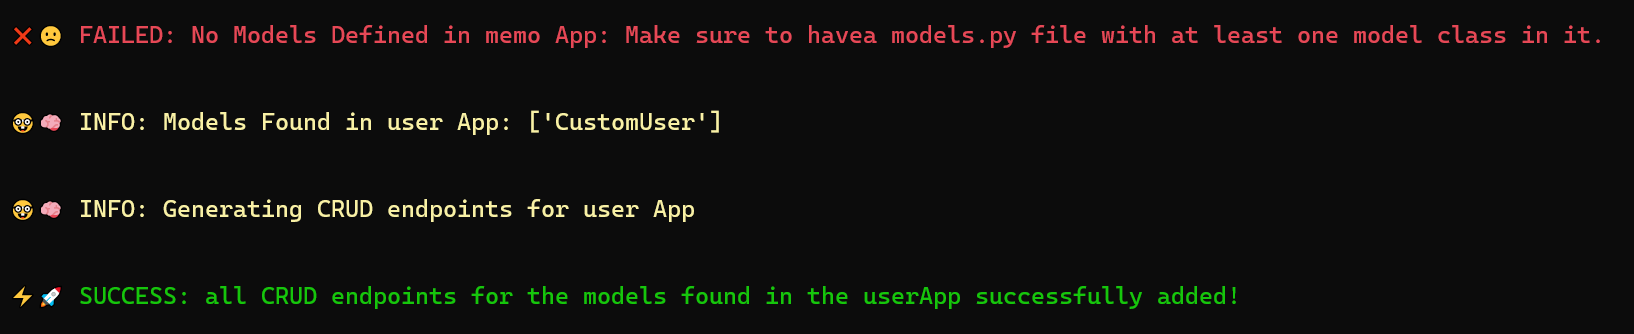 ❌😟 FAILED: No Models Defined in memo App: Make sure to havea models.py file with at least one model class in it.
🥸🧠 INFO: Models Found in user App: ['CustomUser']
🥸🧠 INFO: Generating CRUD endpoints for user App
⚡🚀 SUCCESS: all CRUD endpoints for the models found in the userApp successfully added!